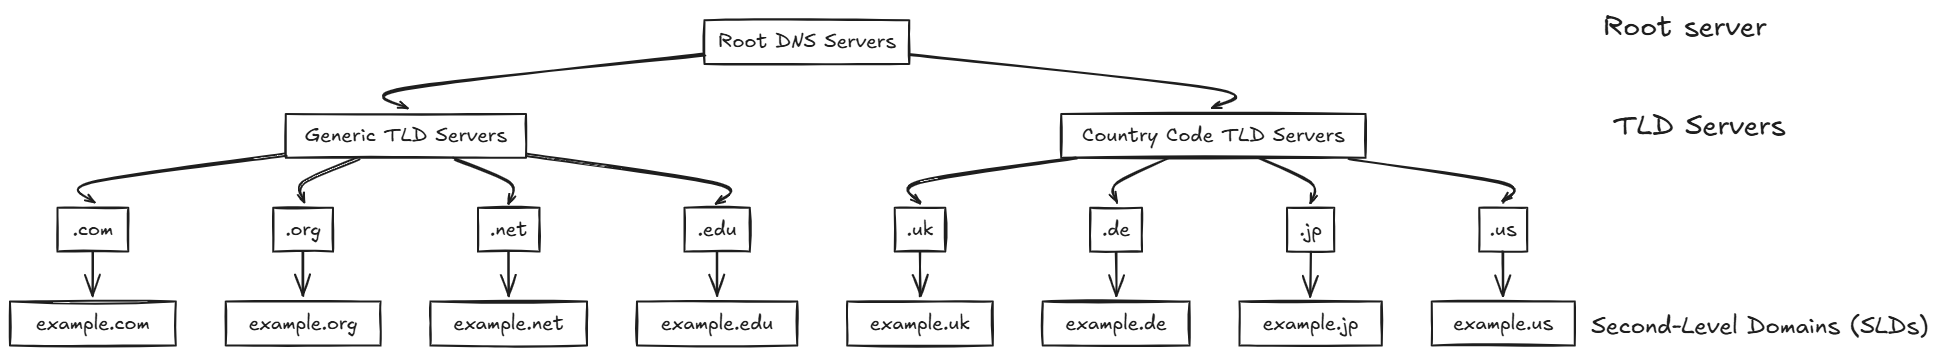 Root DNS Servers
Root server
Generic TLD Servers
Country Code TLD Servers
TLD Servers
.com
.org
.net
.edu
.uk
.de
.jp
.us
example.com
example.org
example.net
example.edu
example.uk
example.de
example.jp
example.us
Second-Level Domains (SLDs)